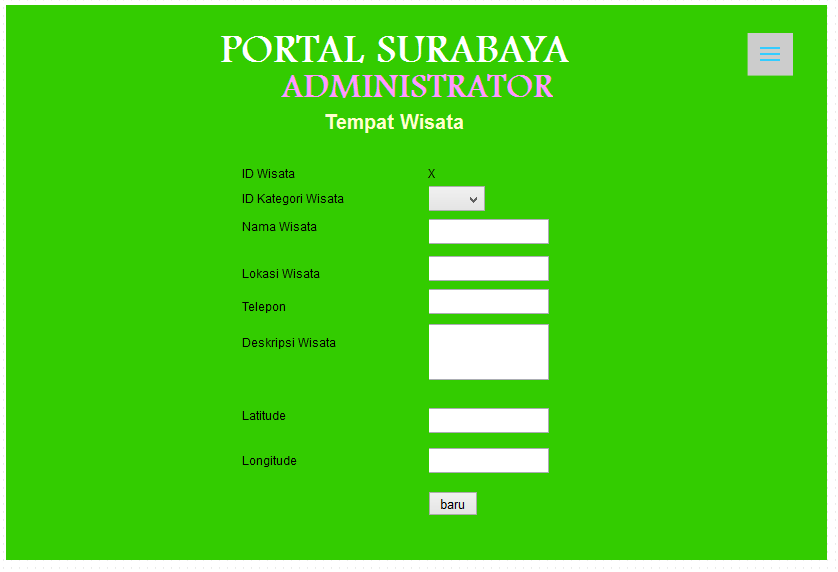 PORTAL SURABAYA
ADMINISTRATOR
Tempat Wisata
ID Wisata X
ID Kategori Wisata
Nama Wisata
Lokasi Wisata
Telepon
Deskripsi Wisata
Latitude
Longitude
baru